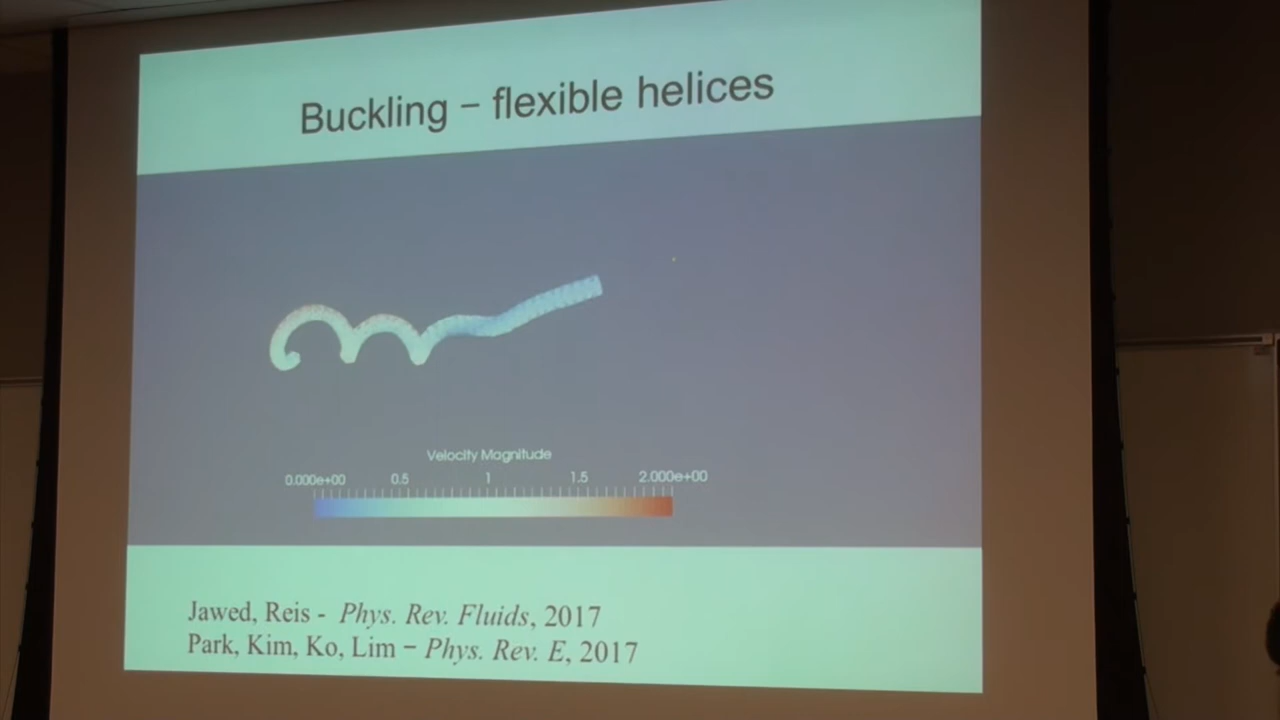 Buckling – flexible helices
Velocity Magnitude
0.000e+00 0.5 1 1.5 2.000e+00
Jawed, Reis - Phys. Rev. Fluids, 2017
Park, Kim, Ko, Lim – Phys. Rev. E, 2017